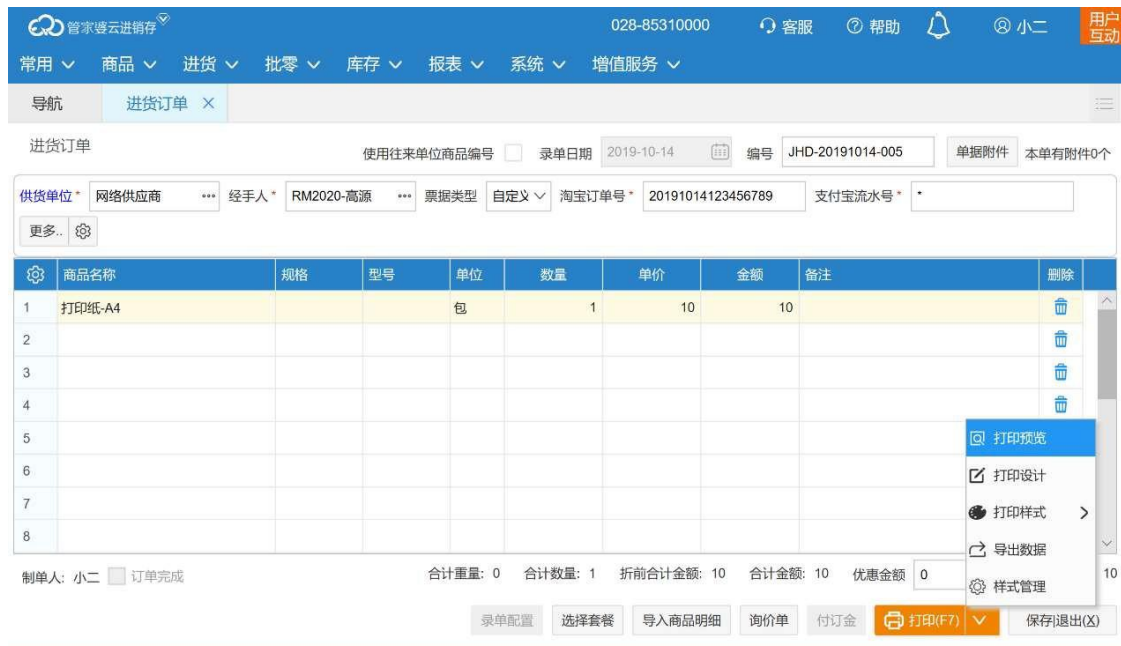 管家婆云进销存 028-85310000 客服 帮助 小二 用户互动
常用 商品 进货 批零 库存 报表 系统 增值服务
导航 进货订单
进货订单 使用往来单位商品编号 录单日期 2019-10-14 编号 JHD-20191014-005 单据附件 本单有附件0个
供货单位* 网络供应商 ••• 经手人* RM2020-高源 ••• 票据类型 自定义 淘宝订单号* 20191014123456789 支付宝流水号* *
更多..
商品名称 规格 型号 单位 数量 单价 金额 备注 删除
1 打印纸-A4 包 1 10 10
2
3
4
5
6
7
8
打印预览
打印设计
打印样式
导出数据
样式管理
制单人: 小二 订单完成 合计重量: 0 合计数量: 1 折前合计金额: 10 合计金额: 10 优惠金额 0 10
录单配置 选择套餐 导入商品明细 询价单 付订金 打印(F7) 保存|退出(X)